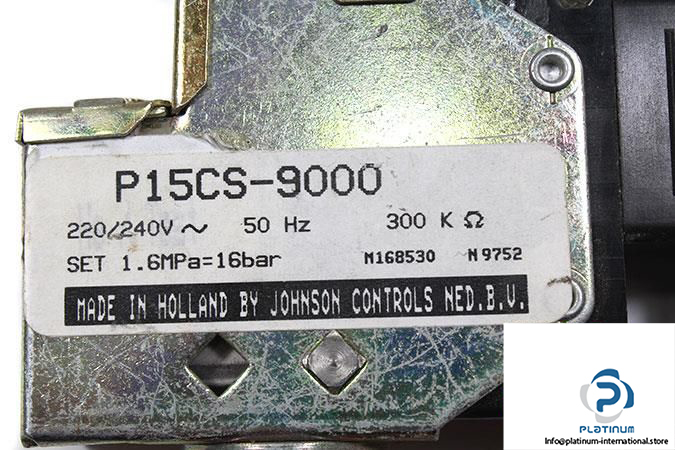 P15CS-9000
220/240V ~ 50 Hz 300 K Ω
SET 1.6MPa=16bar M168530 N9752
MADE IN HOLLAND BY JOHNSON CONTROLS NED.B.V.
PLATINUM
Info@platinum-international.store